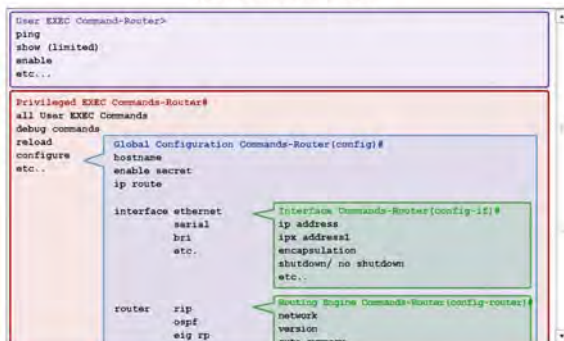 User EXEC Command-Router>
ping
show (limited)
enable
etc...
Privileged EXEC Commands-Router#
all User EXEC Commands
debug commands
reload
configure
etc..
Global Configuration Commands-Router(config)#
hostname
enable secret
ip route
interface ethernet
serial
bri
etc.
Interface Commands-Router(config-if)#
ip address
ipx address1
encapsulation
shutdown/ no shutdown
etc..
router rip
ospf
eig rp
Routing Engine Commands-Router(config-router)#
network
version